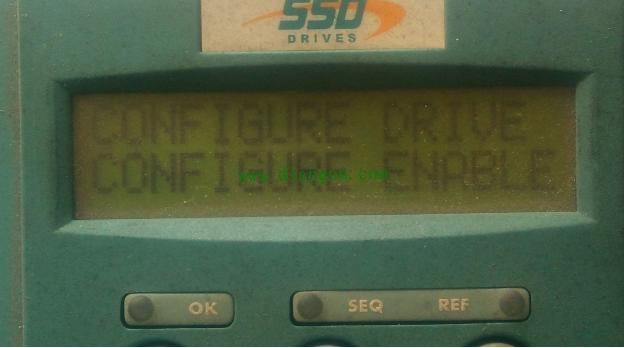 SSD
DRIVES
CONFIGURE DRIVE
CONFIGURE ENABLE
OK
SEQ REF